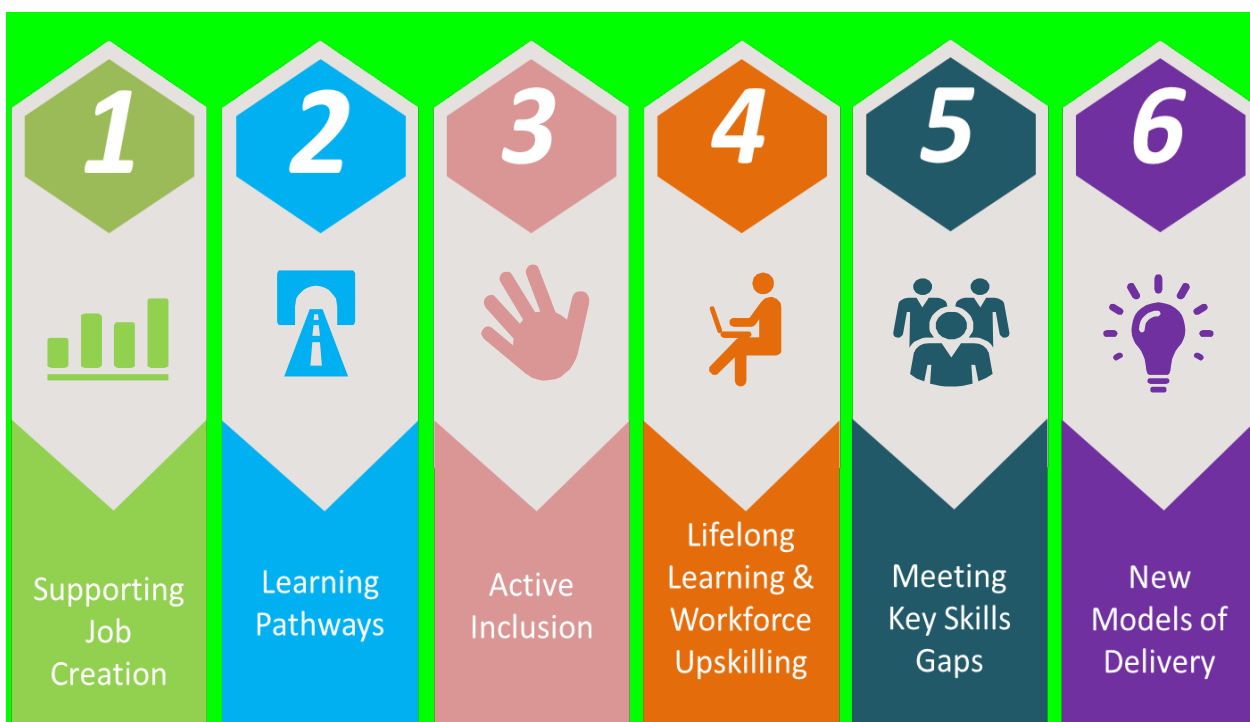 1
2
3
4
5
6
Supporting
Job
Creation
Learning
Pathways
Active
Inclusion
Lifelong
Learning &
Workforce
Upskilling
Meeting
Key Skills
Gaps
New
Models of
Delivery